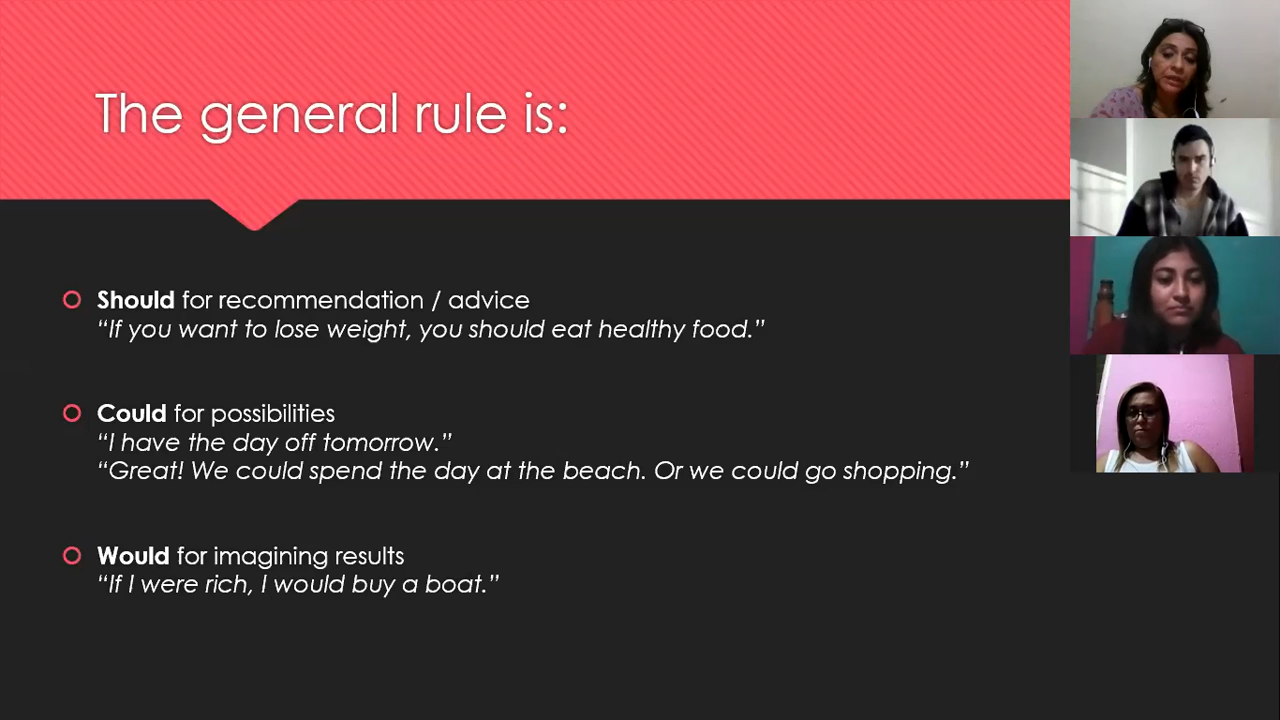 The general rule is:
Should for recommendation / advice
“If you want to lose weight, you should eat healthy food.”
Could for possibilities
“I have the day off tomorrow.”
“Great! We could spend the day at the beach. Or we could go shopping.”
Would for imagining results
“If I were rich, I would buy a boat.”